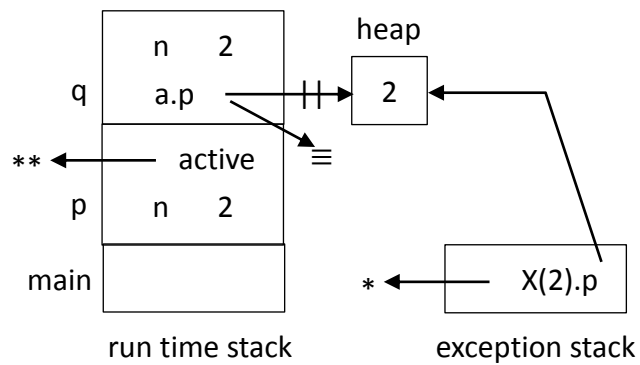 n 2
heap
q a.p 2
** active
p n 2
main * X(2).p
run time stack exception stack